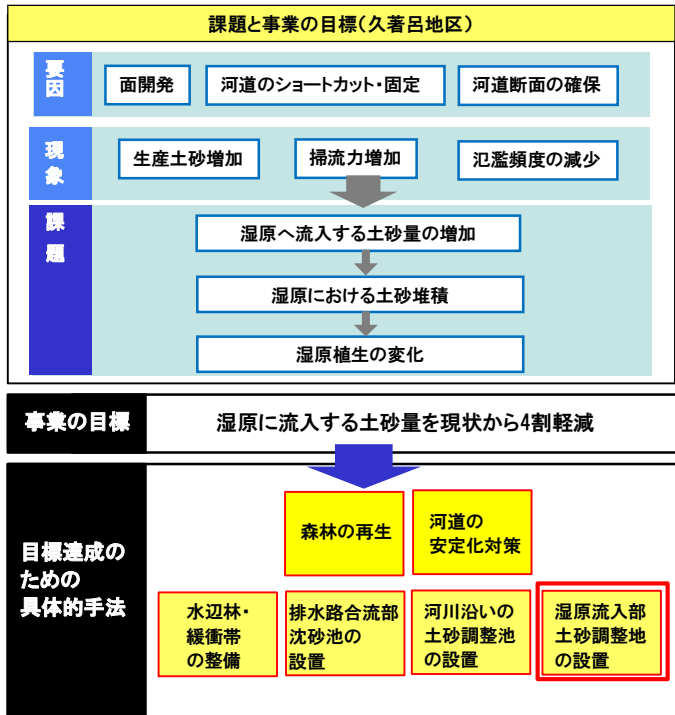 課題と事業の目標(久著呂地区)
要
因
面開発
河道のショートカット・固定
河道断面の確保
現
象
生産土砂増加
掃流力増加
氾濫頻度の減少
課
題
湿原へ流入する土砂量の増加
湿原における土砂堆積
湿原植生の変化
事業の目標
湿原に流入する土砂量を現状から4割軽減
目標達成の
ための
具体的手法
森林の再生
河道の
安定化対策
水辺林・
緩衝帯
の整備
排水路合流部
沈砂池の
設置
河川沿いの
土砂調整池
の設置
湿原流入部
土砂調整地
の設置